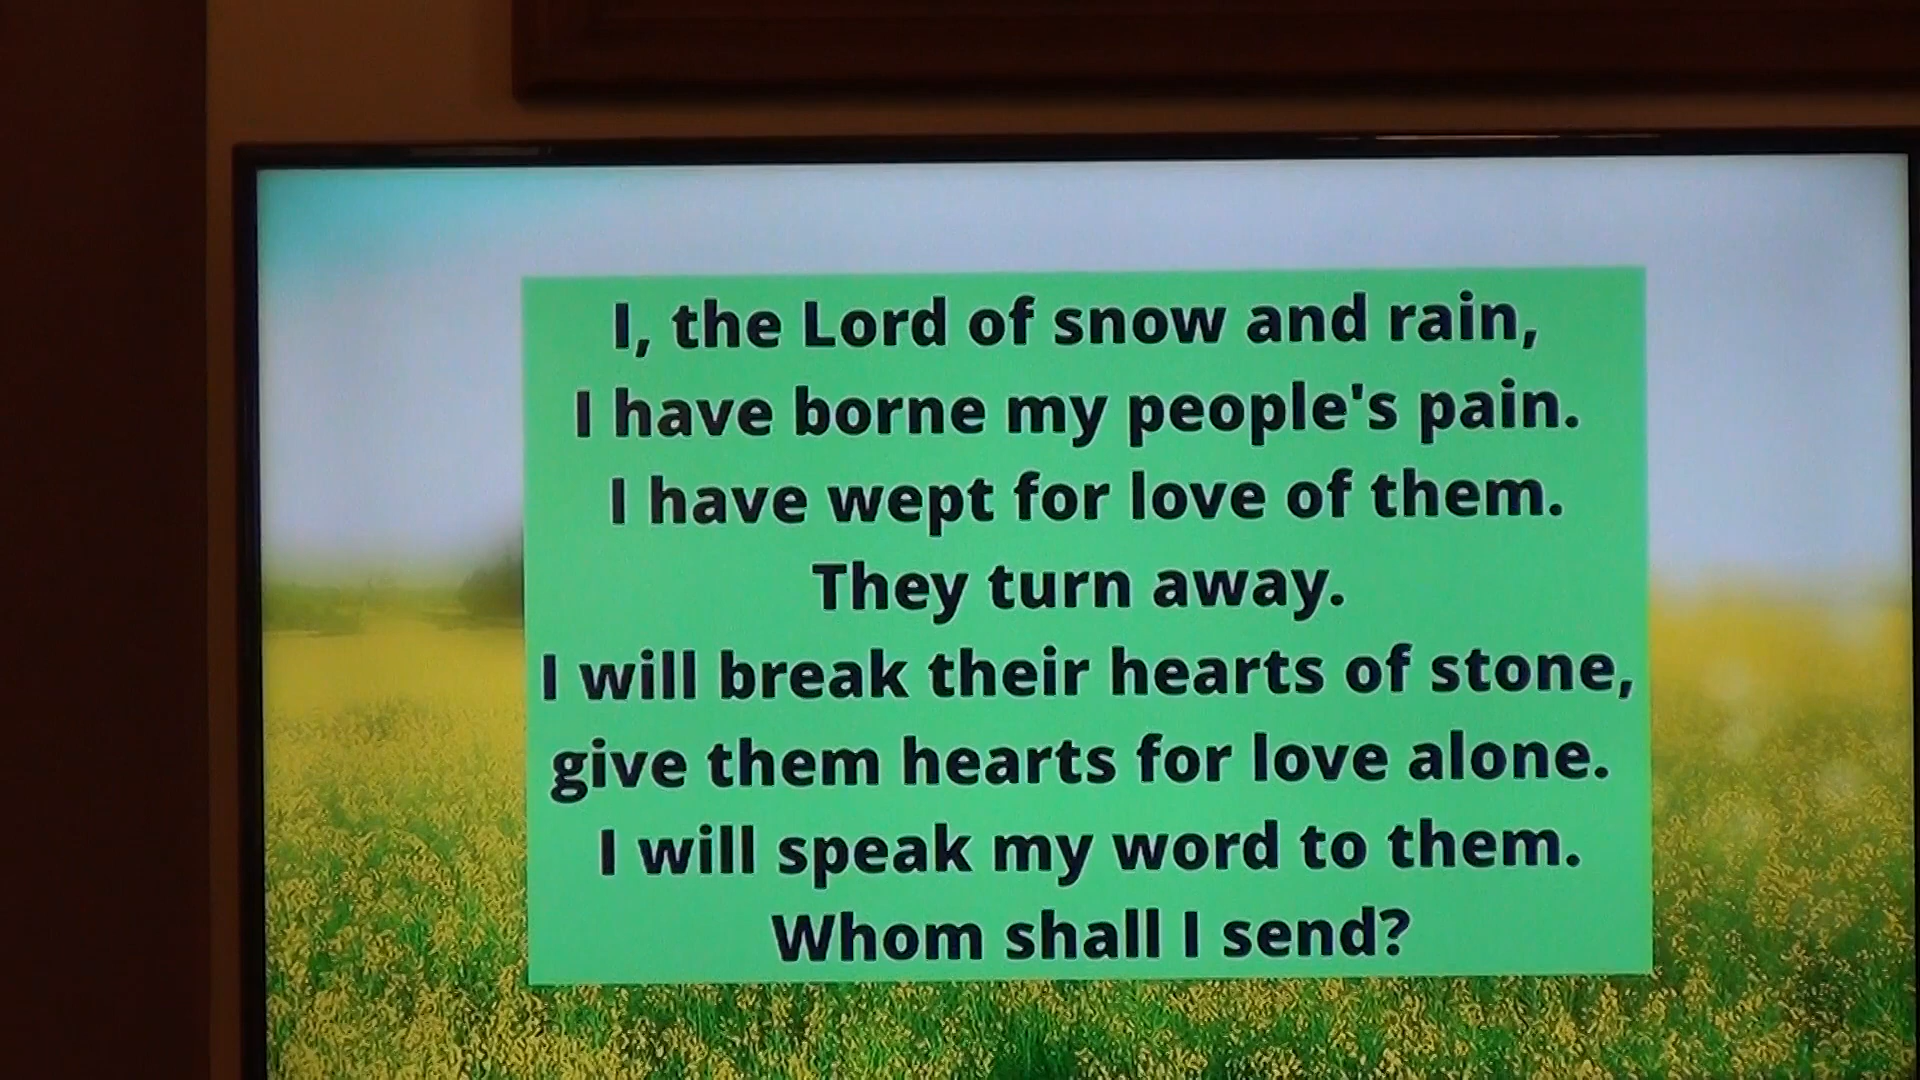 I, the Lord of snow and rain,
I have borne my people's pain.
I have wept for love of them.
They turn away.
I will break their hearts of stone,
give them hearts for love alone.
I will speak my word to them.
Whom shall I send?